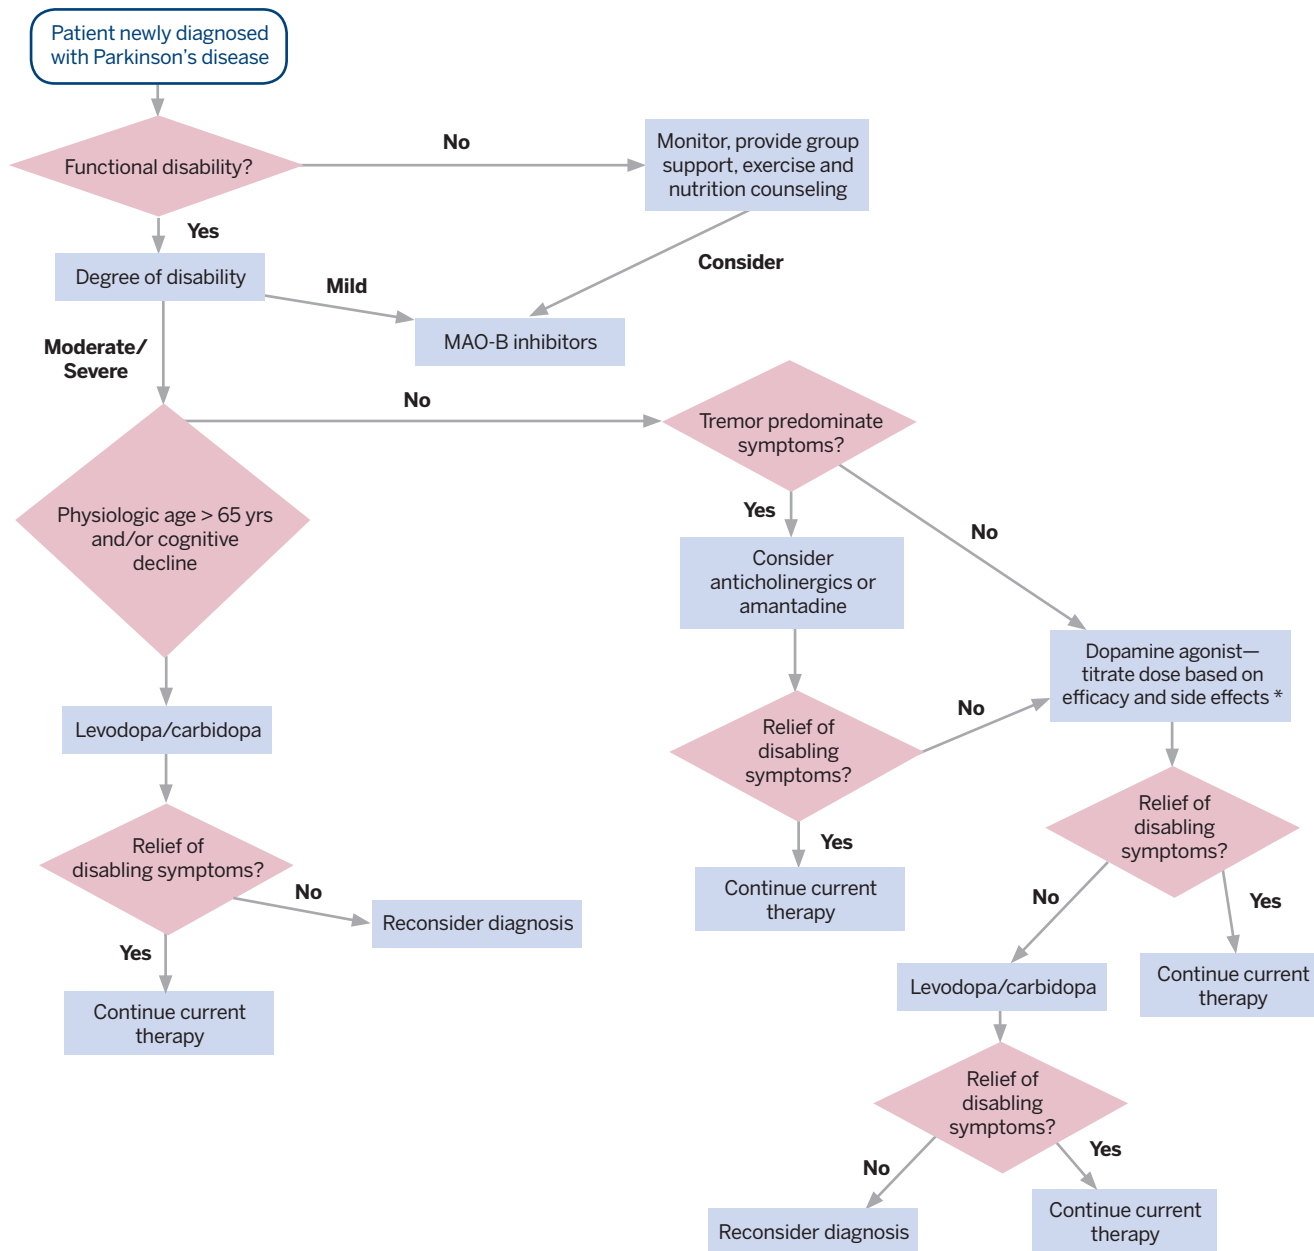 Patient newly diagnosed
with Parkinson's disease
Functional disability?
No
Monitor, provide group
support, exercise and
nutrition counseling
Yes
Degree of disability
Mild
Consider
MAO-B inhibitors
Moderate/
Severe
No
Tremor predominate
symptoms?
Physiologic age > 65 yrs
and/or cognitive
decline
Yes
No
Consider
anticholinergics or
amantadine
Dopamine agonist—
titrate dose based on
efficacy and side effects *
Levodopa/carbidopa
Relief of
disabling
symptoms?
No
Relief of
disabling symptoms?
No
Reconsider diagnosis
Yes
Continue current
therapy
Yes
Continue current
therapy
Relief of
disabling
symptoms?
No
Yes
Levodopa/carbidopa
Continue current
therapy
Relief of
disabling
symptoms?
No
Yes
Reconsider diagnosis
Continue current
therapy